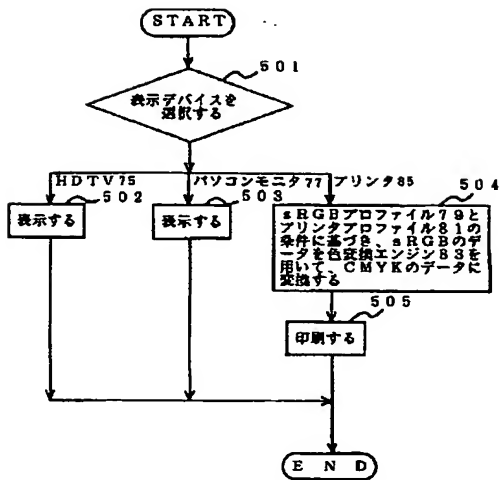 START
501
表示デバイスを
選択する
HDTV75
パソコンモニタ77
プリンタ85
502
503
504
表示する
表示する
sRGBプロファイル79と
プリンタプロファイル81の
条件に基づき、sRGBのデ
ータを色変換エンジン83を
用いて、CMYKのデータに
変換する
505
印刷する
END